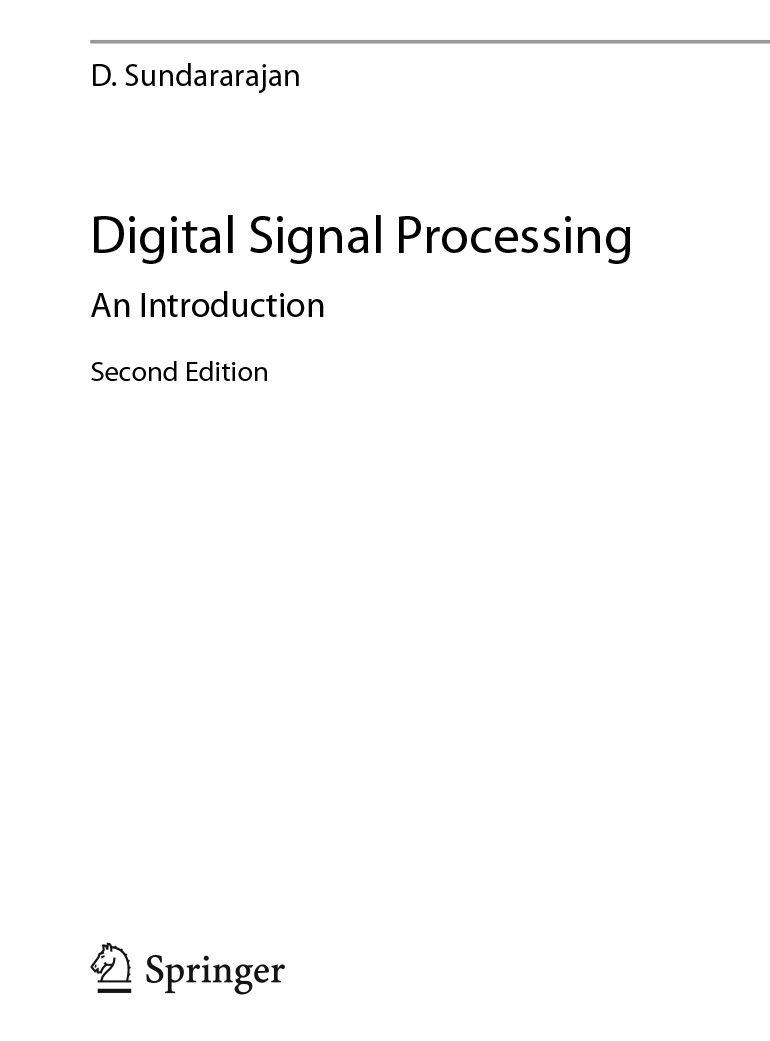 D. Sundararajan
Digital Signal Processing
An Introduction
Second Edition
Springer